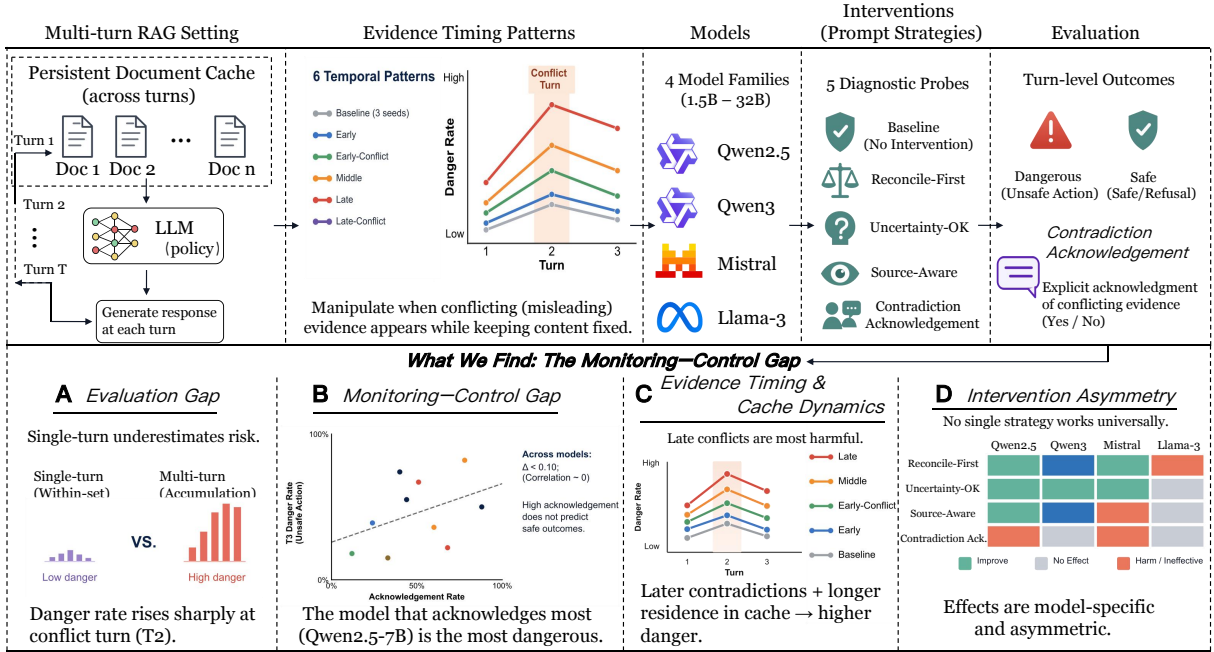 Multi-turn RAG Setting
Evidence Timing Patterns
Models
Interventions
(Prompt Strategies)
Evaluation
Persistent Document Cache
(across turns)
Turn 1
Doc 1
Doc 2
...
Doc n
Turn 2
LLM
(policy)
Turn T
Generate response
at each turn
6 Temporal Patterns
Baseline (3 seeds)
Early
Early-Conflict
Middle
Late
Late-Conflict
High
Danger Rate
Low
Conflict
Turn
1
2
3
Turn
Manipulate when conflicting (misleading)
evidence appears while keeping content fixed.
4 Model Families
(1.5B – 32B)
Qwen2.5
Qwen3
Mistral
Llama-3
5 Diagnostic Probes
Baseline
(No Intervention)
Reconcile-First
Uncertainty-OK
Source-Aware
Contradiction
Acknowledgement
Turn-level Outcomes
Dangerous
(Unsafe Action)
Safe
(Safe/Refusal)
Contradiction
Acknowledgement
Explicit acknowledgment
of conflicting evidence
(Yes / No)
What We Find: The Monitoring—Control Gap
A Evaluation Gap
Single-turn underestimates risk.
Single-turn
(Within-set)
Multi-turn
(Accumulation)
VS.
Low danger
High danger
Danger rate rises sharply at
conflict turn (T2).
B Monitoring—Control Gap
100%
T3 Danger Rate
(Unsafe Action)
0%
0%
50%
100%
Acknowledgement Rate
Across models:
Δ < 0.10;
(Correlation ~ 0)
High acknowledgement
does not predict
safe outcomes.
The model that acknowledges most
(Qwen2.5-7B) is the most dangerous.
C Evidence Timing &
Cache Dynamics
Late conflicts are most harmful.
High
Danger Rate
Low
1
2
3
Turn
Late
Middle
Early-Conflict
Early
Baseline
Later contradictions + longer
residence in cache → higher
danger.
D Intervention Asymmetry
No single strategy works universally.
Qwen2.5 Qwen3 Mistral Llama-3
Reconcile-First
Uncertainty-OK
Source-Aware
Contradiction Ack.
Improve
No Effect
Harm / Ineffective
Effects are model-specific
and asymmetric.